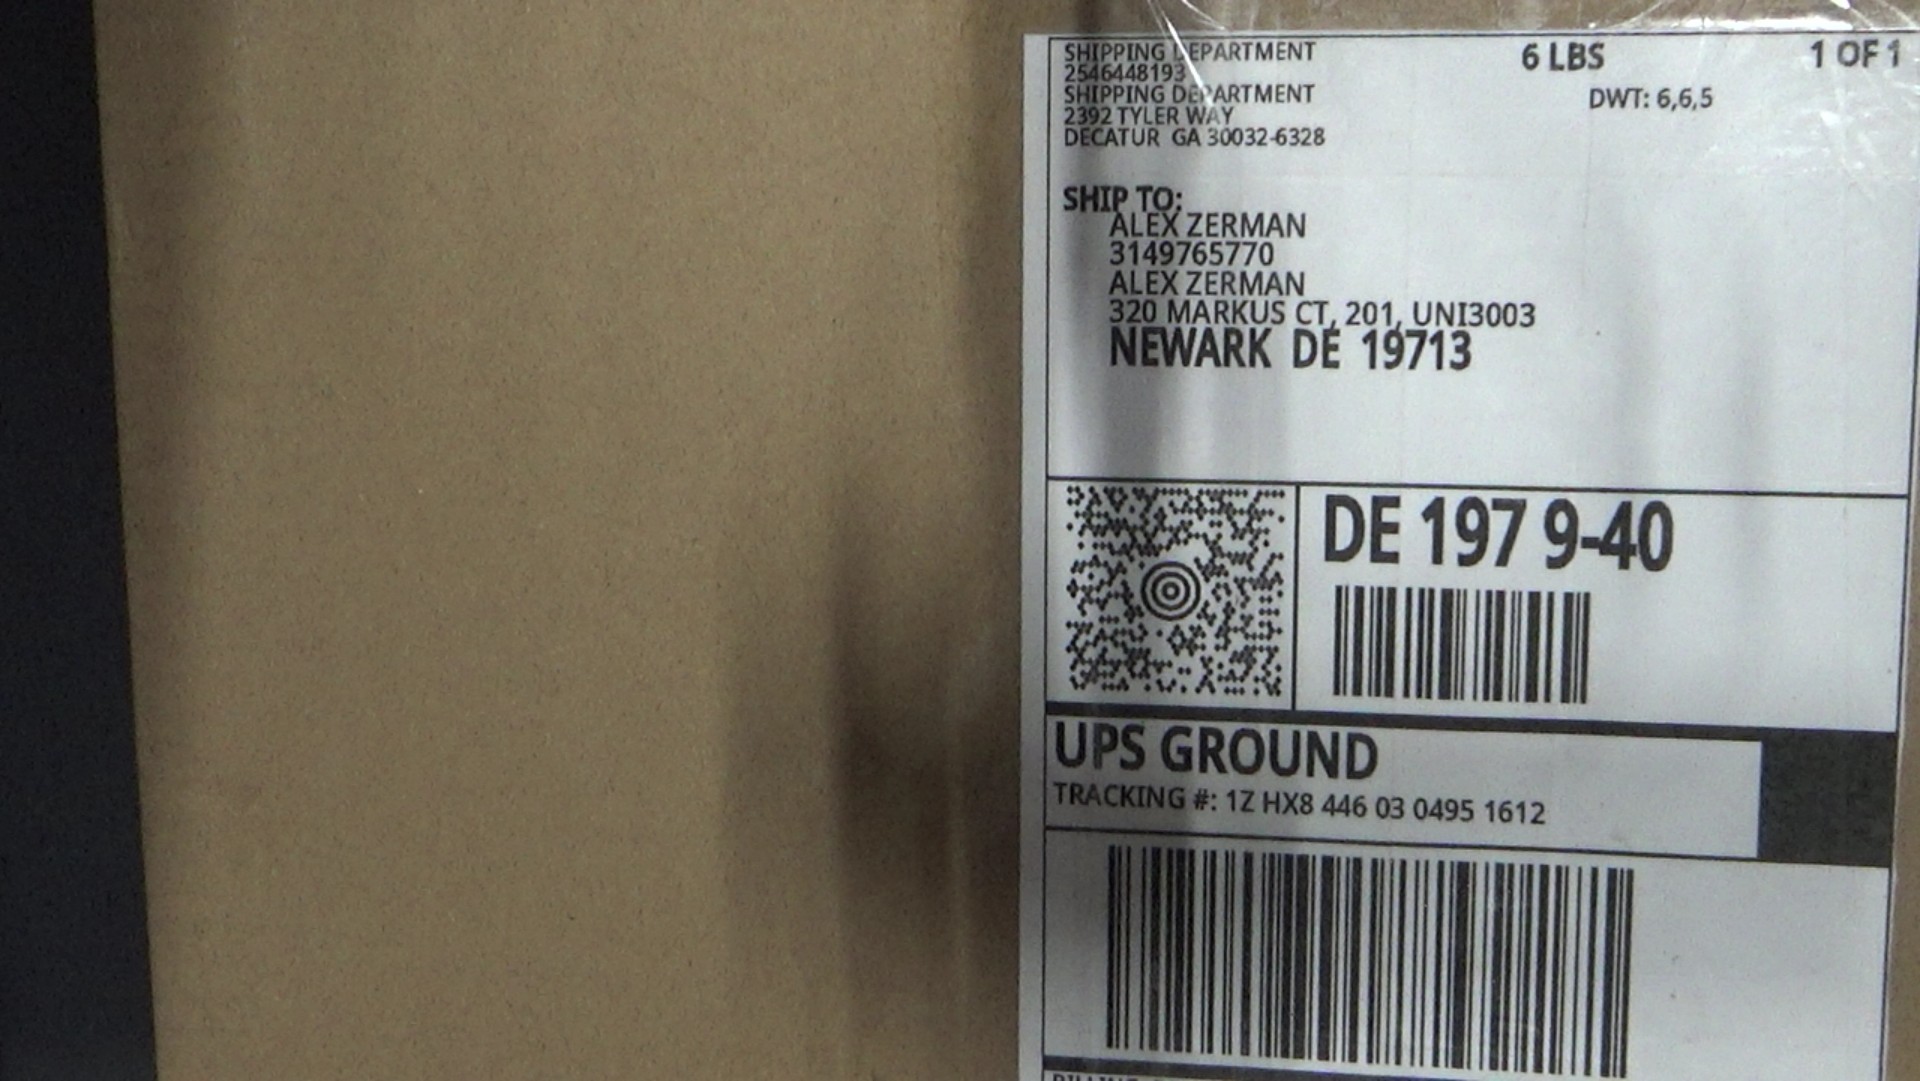 SHIPPING DEPARTMENT
2546448193
SHIPPING DEPARTMENT
2392 TYLER WAY
DECATUR GA 30032-6328
6 LBS
1 OF 1
DWT: 6,6,5
SHIP TO:
ALEX ZERMAN
3149765770
ALEX ZERMAN
320 MARKUS CT, 201, UNI3003
NEWARK DE 19713
DE 197 9-40
UPS GROUND
TRACKING #: 1Z HX8 446 03 0495 1612